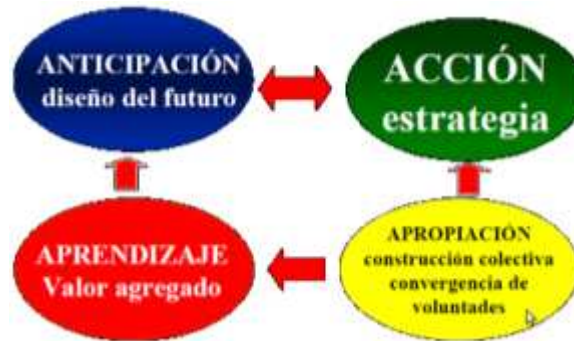 ANTICIPACIÓN
diseño del futuro
ACCIÓN
estrategia
APRENDIZAJE
Valor agregado
APROPIACIÓN
construcción colectiva
convergencia de
voluntades